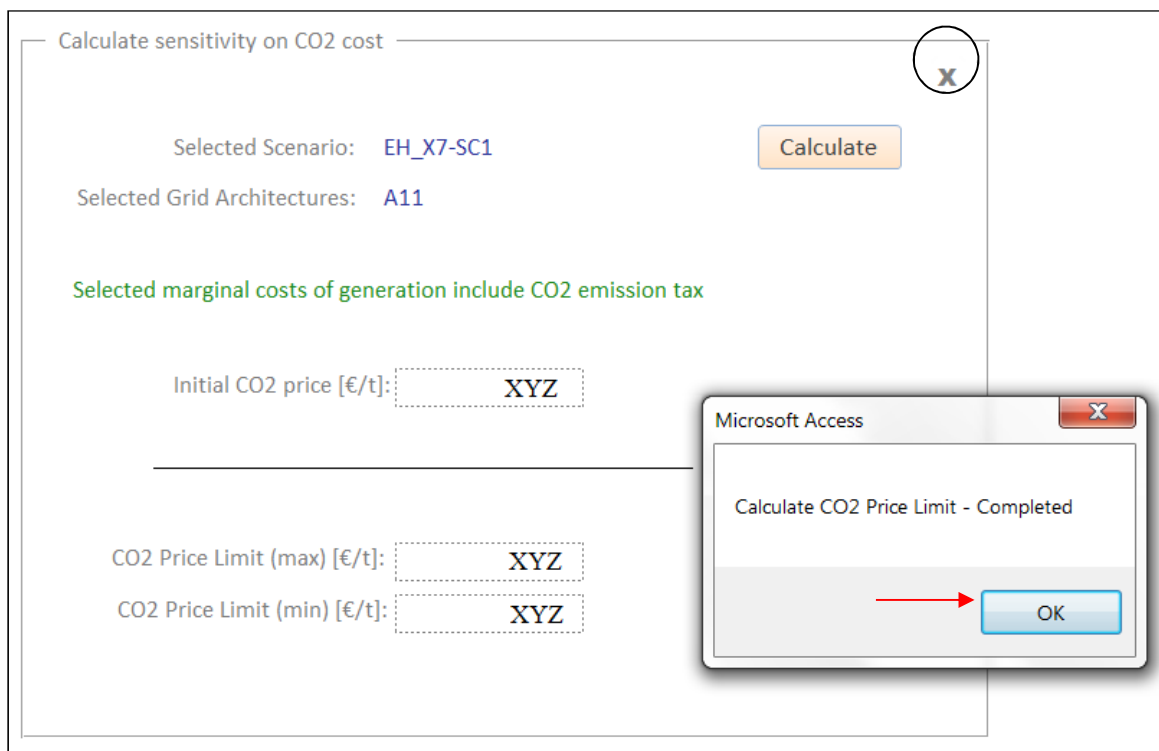 Calculate sensitivity on CO2 cost
x
Selected Scenario: EH_X7-SC1
Calculate
Selected Grid Architectures: A11
Selected marginal costs of generation include CO2 emission tax
Initial CO2 price [€/t]: XYZ
Microsoft Access
X
Calculate CO2 Price Limit - Completed
CO2 Price Limit (max) [€/t]: XYZ
CO2 Price Limit (min) [€/t]: XYZ
OK